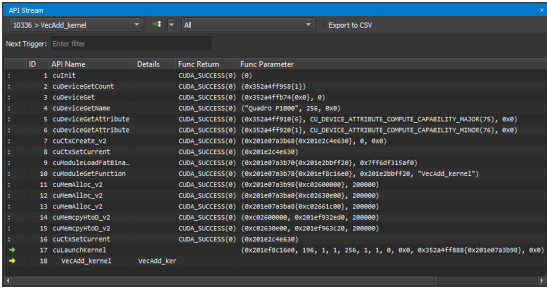 API Stream
10336 > VecAdd_kernel All Export to CSV
Next Trigger: Enter filter
ID API Name Details Func Return Func Parameter
1 cuInit CUDA_SUCCESS(0) (0)
2 cuDeviceGetCount CUDA_SUCCESS(0) (0x352a4ff958{1})
3 cuDeviceGet CUDA_SUCCESS(0) (0x352a4ffb74{0x0}, 0)
4 cuDeviceGetName CUDA_SUCCESS(0) ("Quadro P1000", 256, 0x0)
5 cuDeviceGetAttribute CUDA_SUCCESS(0) (0x352a4ff910{6}, CU_DEVICE_ATTRIBUTE_COMPUTE_CAPABILITY_MAJOR(75), 0x0)
6 cuDeviceGetAttribute CUDA_SUCCESS(0) (0x352a4ff920{1}, CU_DEVICE_ATTRIBUTE_COMPUTE_CAPABILITY_MINOR(76), 0x0)
7 cuCtxCreate_v2 CUDA_SUCCESS(0) (0x201e07a3b68{0x201e2c4e630}, 0, 0x0)
8 cuCtxSetCurrent CUDA_SUCCESS(0) (0x201e2c4e630)
9 cuModuleLoadFatBina... CUDA_SUCCESS(0) (0x201e07a3b70{0x201e2bbff20}, 0x7ff6df315af0)
10 cuModuleGetFunction CUDA_SUCCESS(0) (0x201e07a3b78{0x201ef8c16e0}, 0x201e2bbff20, "VecAdd_kernel")
11 cuMemAlloc_v2 CUDA_SUCCESS(0) (0x201e07a3b98{0xc02600000}, 200000)
12 cuMemAlloc_v2 CUDA_SUCCESS(0) (0x201e07a3ba0{0xc02630e00}, 200000)
13 cuMemAlloc_v2 CUDA_SUCCESS(0) (0x201e07a3ba8{0xc02661c00}, 200000)
14 cuMemcpyHtoD_v2 CUDA_SUCCESS(0) (0xc02600000, 0x201ef932ed0, 200000)
15 cuMemcpyHtoD_v2 CUDA_SUCCESS(0) (0xc02630e00, 0x201ef963c20, 200000)
16 cuCtxSetCurrent CUDA_SUCCESS(0) (0x201e2c4e630)
17 cuLaunchKernel (0x201ef8c16e0, 196, 1, 1, 256, 1, 1, 0, 0x0, 0x352a4ff888{0x201e07a3b98}, 0x0)
18 VecAdd_kernel VecAdd_ker